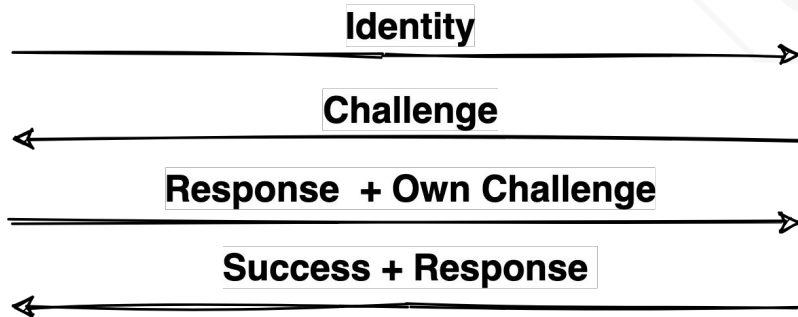 Identity
Challenge
Response + Own Challenge
Success + Response